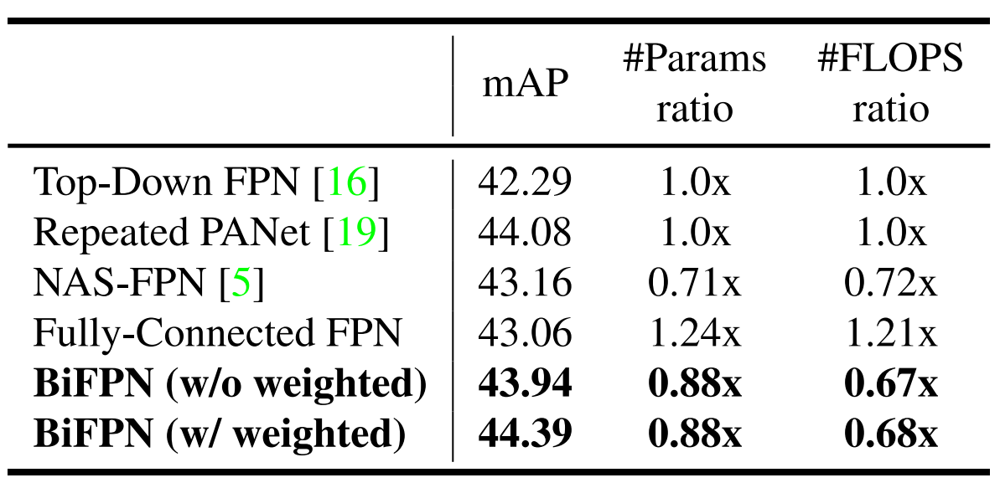 mAP #Params ratio #FLOPS ratio
Top-Down FPN [16] 42.29 1.0x 1.0x
Repeated PANet [19] 44.08 1.0x 1.0x
NAS-FPN [5] 43.16 0.71x 0.72x
Fully-Connected FPN 43.06 1.24x 1.21x
BiFPN (w/o weighted) 43.94 0.88x 0.67x
BiFPN (w/ weighted) 44.39 0.88x 0.68x